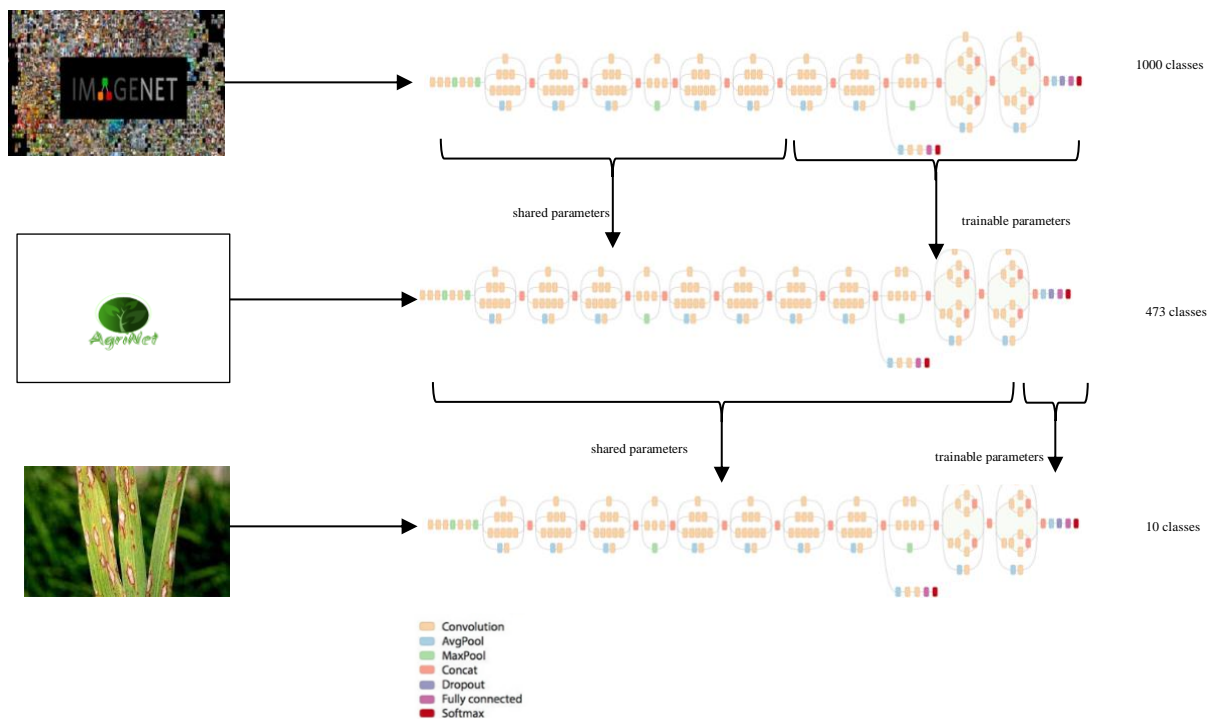 IMAGENET
1000 classes
shared parameters
trainable parameters
AgriNet
473 classes
shared parameters
trainable parameters
10 classes
Convolution
AvgPool
MaxPool
Concat
Dropout
Fully connected
Softmax